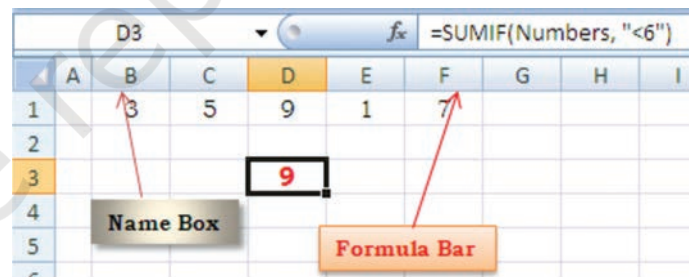 D3 fx =SUMIF(Numbers, "<6")
A B C D E F G H I
1 3 5 9 1 7
2
3 9
4
Name Box
5 Formula Bar